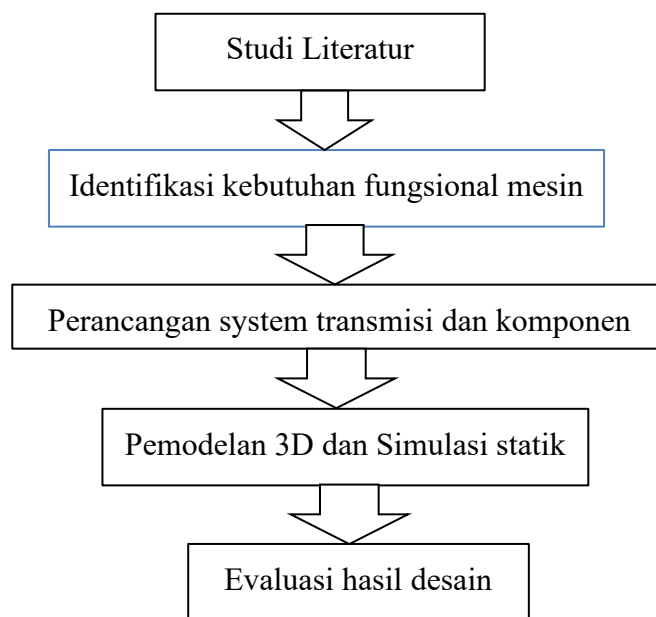 Studi Literatur
Identifikasi kebutuhan fungsional mesin
Perancangan system transmisi dan komponen
Pemodelan 3D dan Simulasi statik
Evaluasi hasil desain